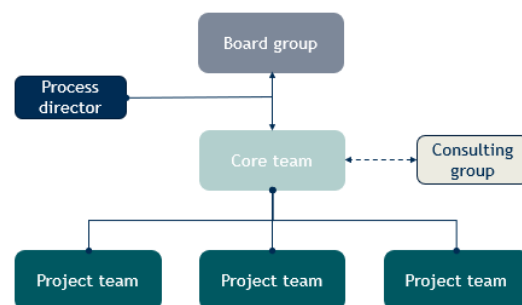 Board group
Process
director
Core team
Consulting
group
Project team
Project team
Project team